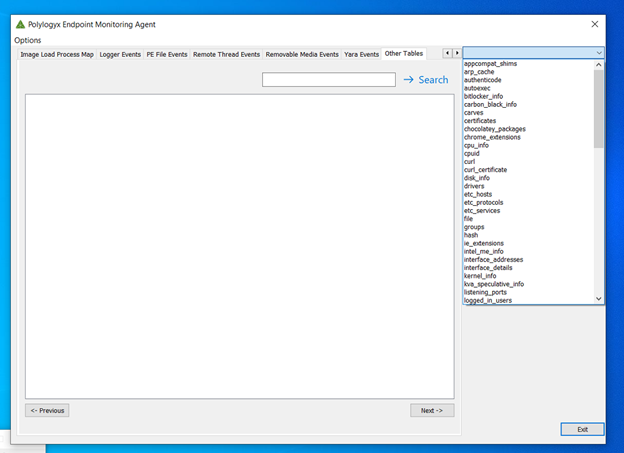 Polylogyx Endpoint Monitoring Agent
Options
Image Load Process Map Logger Events PE File Events Remote Thread Events Removable Media Events Yara Events Other Tables
Search
appcompat_shims
arp_cache
authenticode
autoexec
bitlocker_info
carbon_black_info
carves
certificates
chocolatey_packages
chrome_extensions
cpu_info
cpuid
curl
curl_certificate
disk_info
drivers
etc_hosts
etc_protocols
etc_services
file
groups
hash
ie_extensions
intel_me_info
interface_addresses
interface_details
kernel_info
kva_speculative_info
listening_ports
logged_in_users
<- Previous
Next ->
Exit